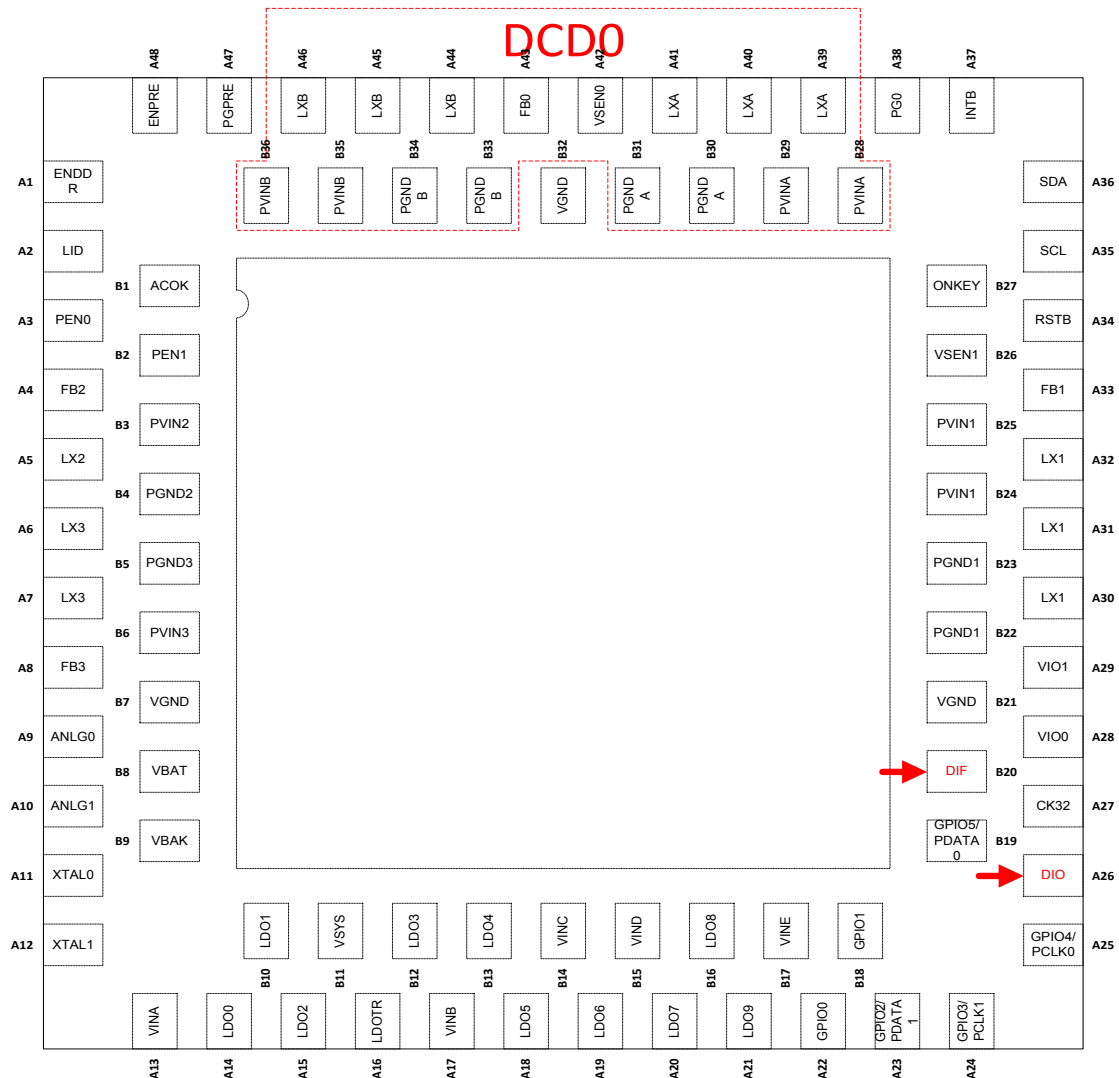 DCD0
A48
A47
A46
A45
A44
A43
A42
A41
A40
A39
A38
A37
ENPRE
PGPRE
LXB
LXB
LXB
FB0
VSEN0
LXA
LXA
LXA
PG0
INTB
B36
B35
B34
B33
B32
B31
B30
B29
B28
PVINB
PVINB
PGND
B
PGND
B
VGND
PGND
A
PGND
A
PVINA
PVINA
A1
ENDD
R
SDA
A36
A2
LID
SCL
A35
B1
ACOK
ONKEY
B27
A3
PEN0
RSTB
A34
B2
PEN1
VSEN1
B26
A4
FB2
FB1
A33
B3
PVIN2
PVIN1
B25
A5
LX2
LX1
A32
B4
PGND2
PVIN1
B24
A6
LX3
LX1
A31
B5
PGND3
PGND1
B23
A7
LX3
LX1
A30
B6
PVIN3
PGND1
B22
A8
FB3
VIO1
A29
B7
VGND
VGND
B21
A9
ANLG0
VIO0
A28
B8
VBAT
DIF
B20
A10
ANLG1
CK32
A27
B9
VBAK
GPIO5/
PDATA
0
B19
A11
XTAL0
DIO
A26
A12
XTAL1
GPIO4/
PCLK0
A25
LDO1
VSYS
LDO3
LDO4
VINC
VIND
LDO8
VINE
GPIO1
B10
B11
B12
B13
B14
B15
B16
B17
B18
VINA
LDO0
LDO2
LDOTR
VINB
LDO5
LDO6
LDO7
LDO9
GPIO0
GPIO2/
PDATA
1
GPIO3/
PCLK1
A13
A14
A15
A16
A17
A18
A19
A20
A21
A22
A23
A24